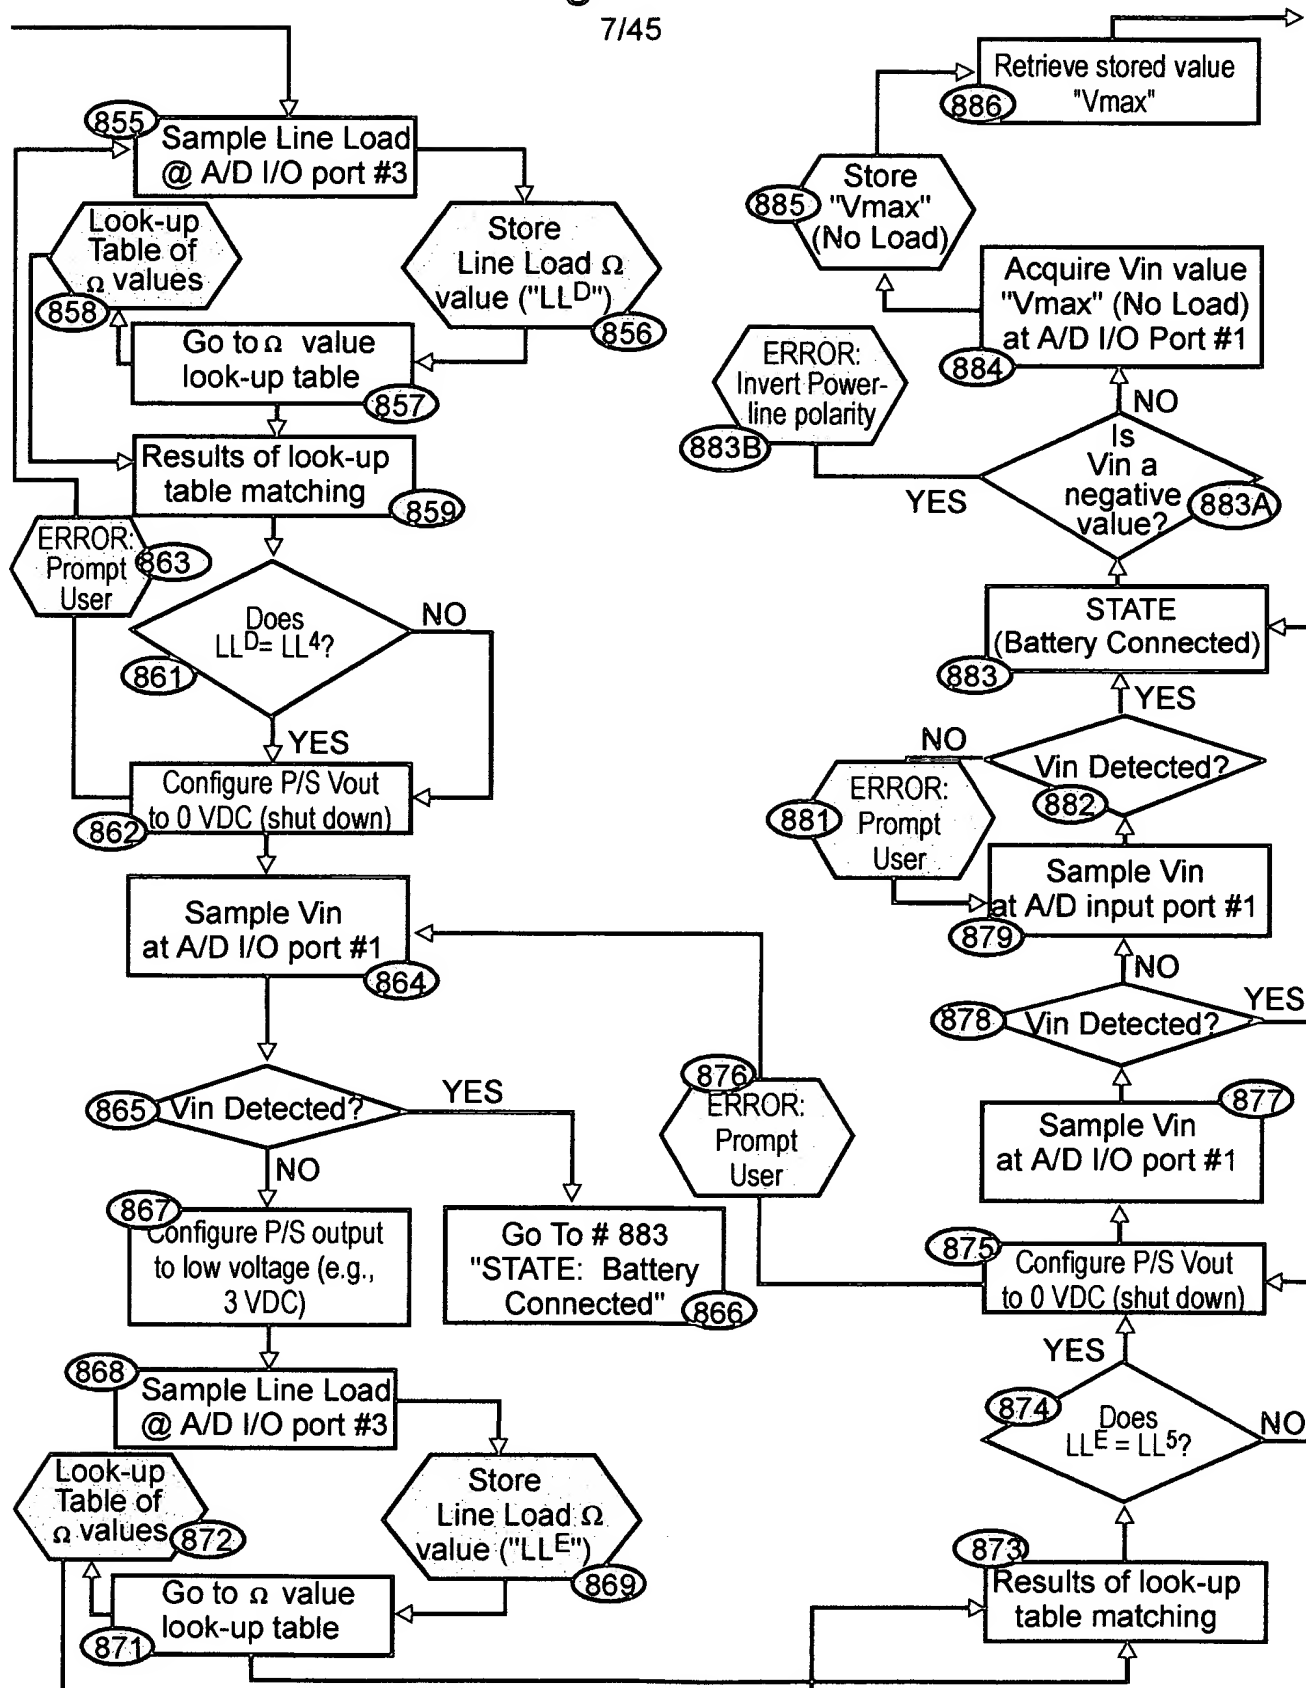 7/45
855
Sample Line Load
@ A/D I/O port #3
Look-up
Table of
Ω values
858
Store
Line Load Ω
value ("LLD")
856
Go to Ω value
look-up table
857
Results of look-up
table matching
859
ERROR:
Prompt
User
863
Does
LLD= LL4?
861
NO
YES
Configure P/S Vout
to 0 VDC (shut down)
862
Sample Vin
at A/D I/O port #1
864
865
Vin Detected?
YES
NO
867
Configure P/S output
to low voltage (e.g.,
3 VDC)
Go To # 883
"STATE: Battery
Connected"
866
868
Sample Line Load
@ A/D I/O port #3
Look-up
Table of
Ω values
872
Store
Line Load Ω
value ("LLE")
869
Go to Ω value
look-up table
871
Retrieve stored value
"Vmax"
886
Store
"Vmax"
(No Load)
885
Acquire Vin value
"Vmax" (No Load)
at A/D I/O Port #1
884
ERROR:
Invert Power-
line polarity
883B
NO
Is
Vin a
negative
value?
883A
YES
STATE
(Battery Connected)
883
YES
NO
Vin Detected?
882
ERROR:
Prompt
User
881
Sample Vin
at A/D input port #1
879
NO
878
Vin Detected?
YES
876
ERROR:
Prompt
User
877
Sample Vin
at A/D I/O port #1
875
Configure P/S Vout
to 0 VDC (shut down)
YES
874
Does
LLE = LL5?
NO
873
Results of look-up
table matching